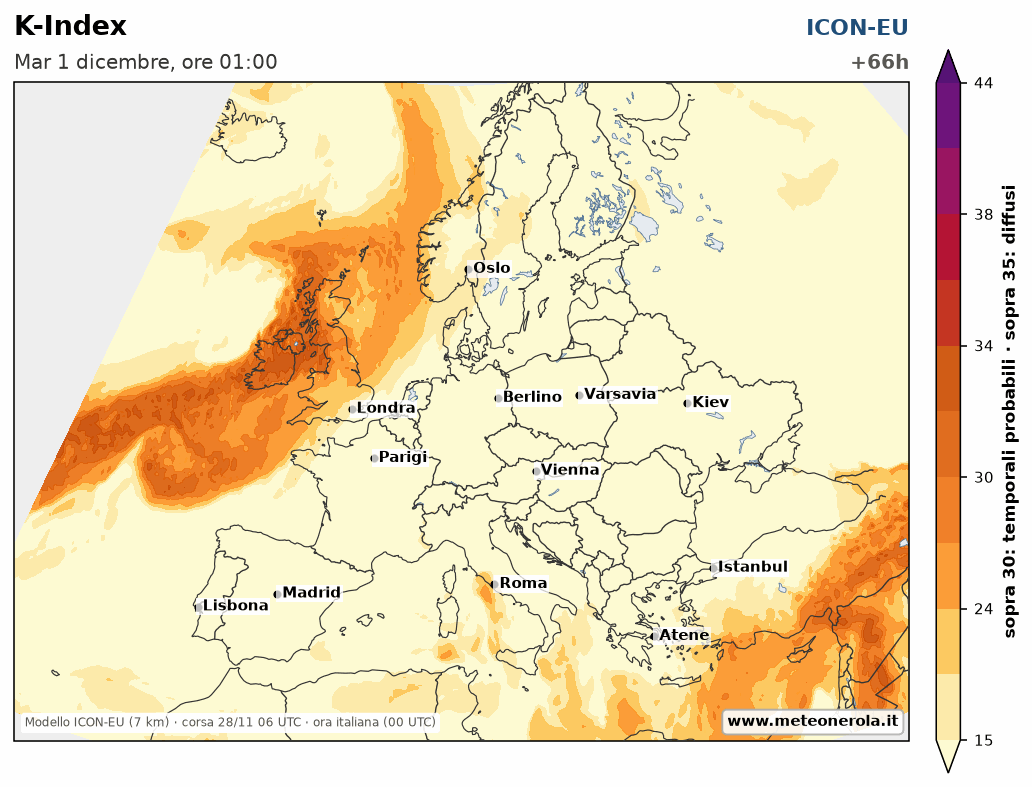 K-Index
ICON-EU
Mar 1 dicembre, ore 01:00
+66h
44
38
34
30
24
15
sopra 30: temporali probabili · sopra 35: diffusi
Oslo
Berlino
Varsavia
Kiev
Londra
Parigi
Vienna
Istanbul
Roma
Madrid
Lisbona
Atene
Modello ICON-EU (7 km) · corsa 28/11 06 UTC · ora italiana (00 UTC)
www.meteonerola.it